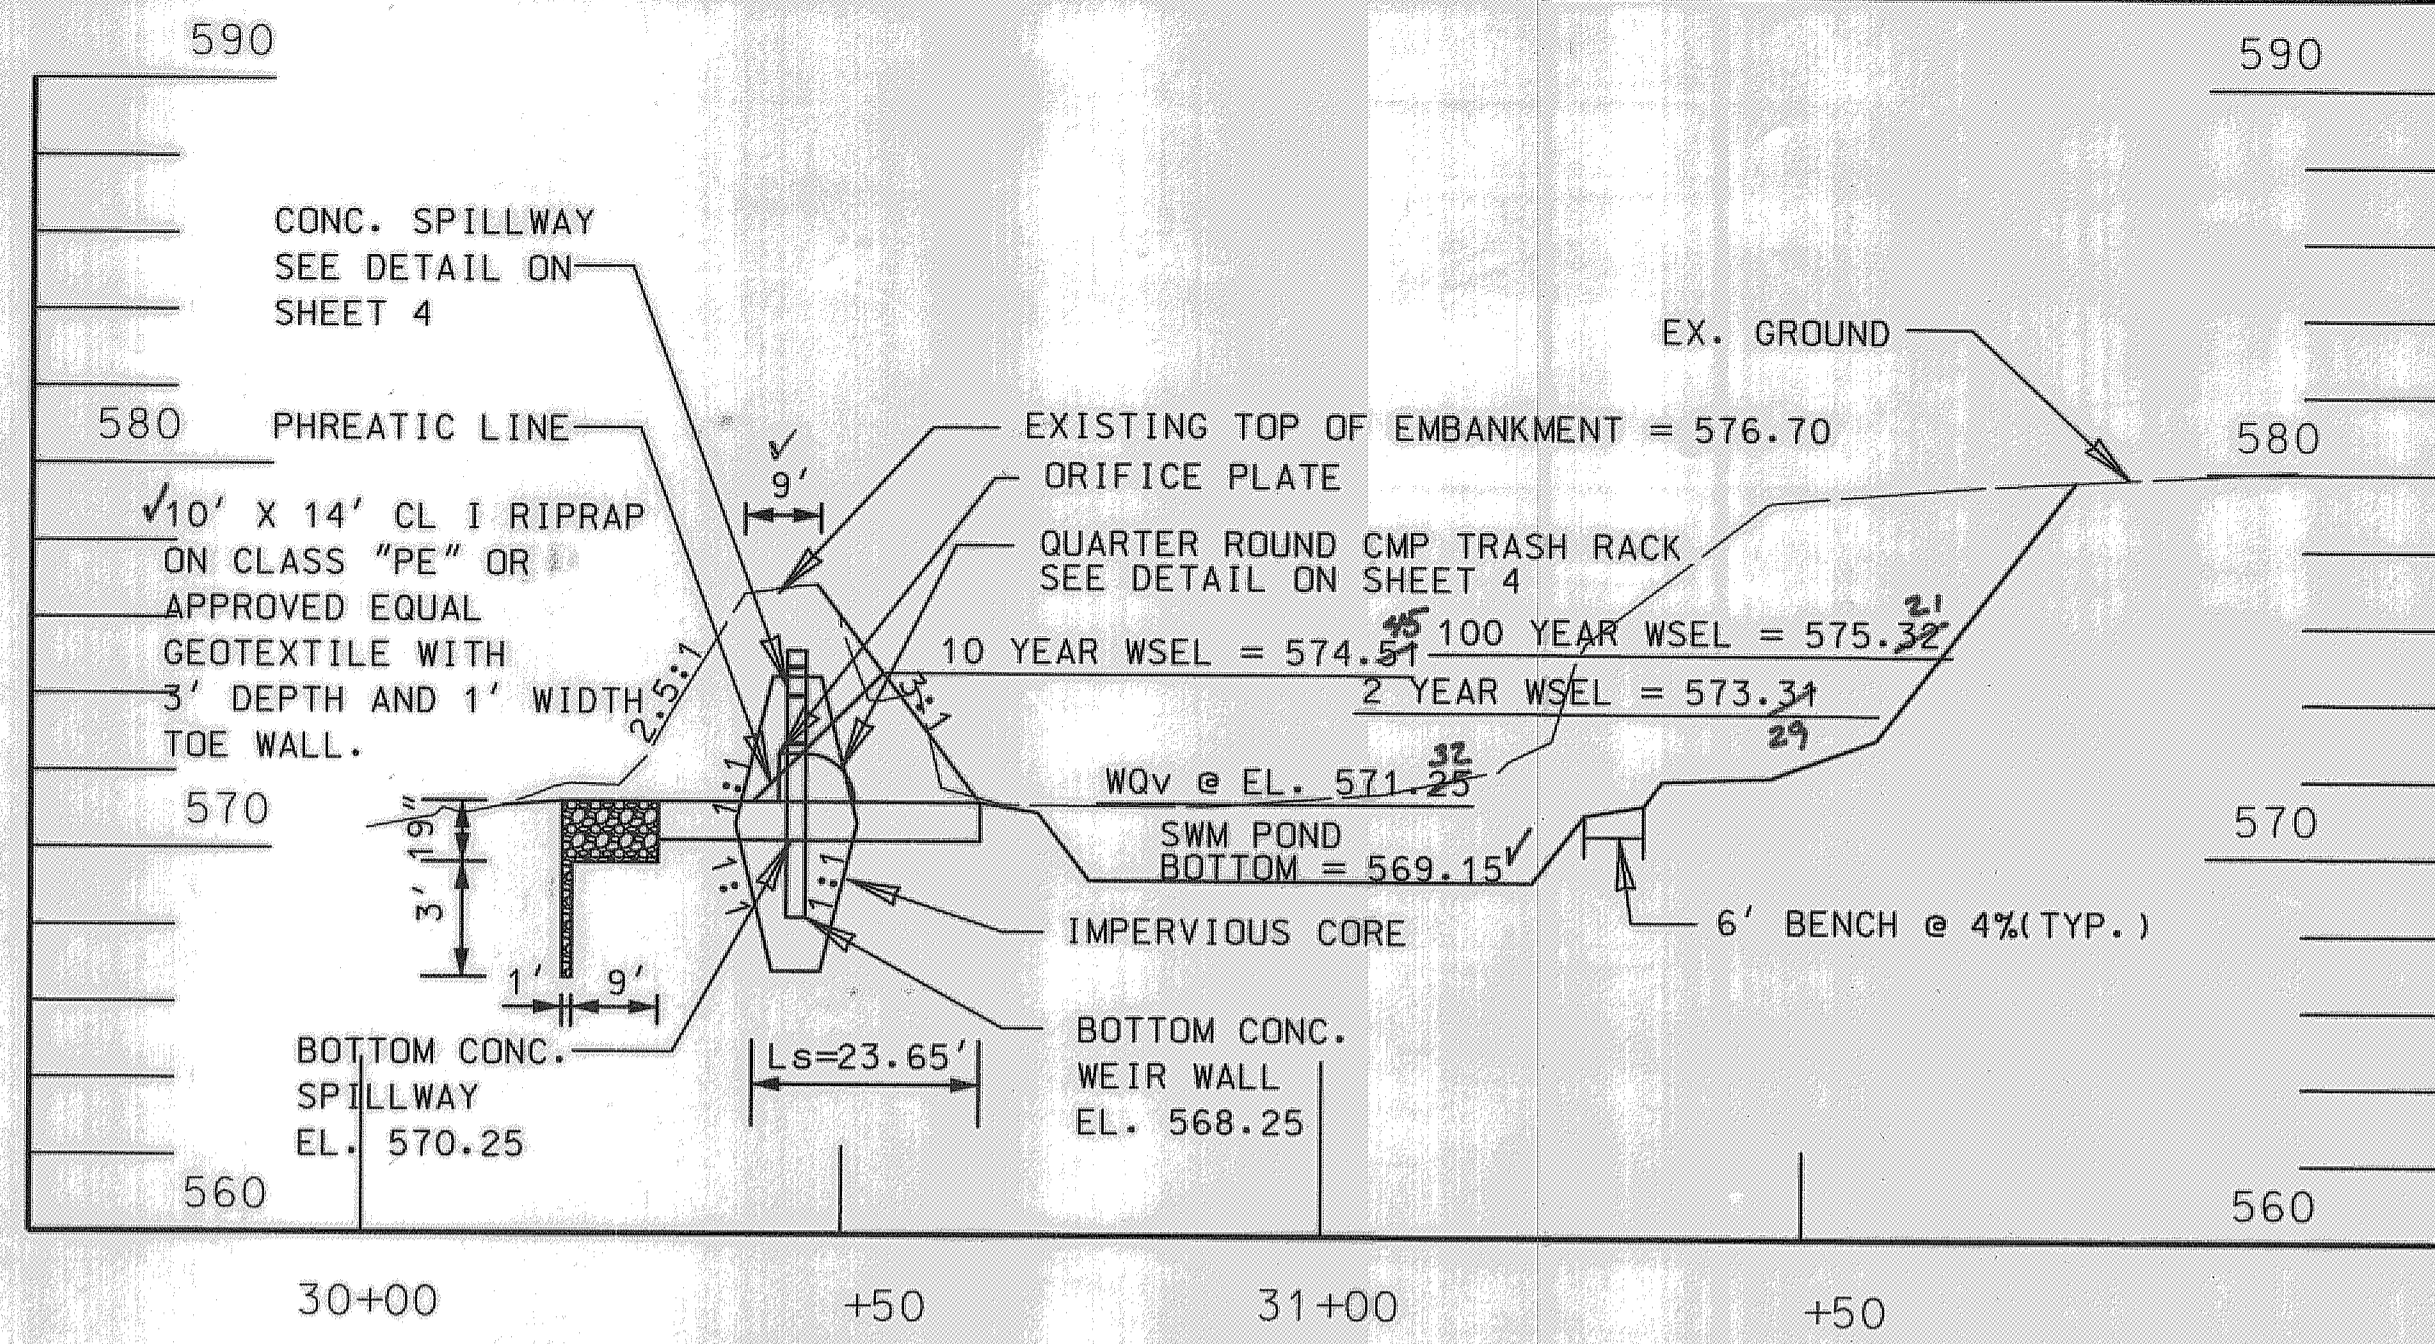 590
590
CONC. SPILLWAY
SEE DETAIL ON
SHEET 4
EX. GROUND
580
PHREATIC LINE
EXISTING TOP OF EMBANKMENT = 576.70
580
9'
ORIFICE PLATE
10' X 14' CL I RIPRAP
ON CLASS "PE" OR
APPROVED EQUAL
GEOTEXTILE WITH
3' DEPTH AND 1' WIDTH
TOE WALL.
QUARTER ROUND CMP TRASH RACK
SEE DETAIL ON SHEET 4
45
21
10 YEAR WSEL = 574.51
100 YEAR WSEL = 575.32
2.5:1
3:1
2 YEAR WSEL = 573.31
29
32
WQv @ EL. 571.25
1:1
570
19"
SWM POND
BOTTOM = 569.15
570
3'
1:1
1:1
IMPERVIOUS CORE
6' BENCH @ 4%(TYP.)
1'
9'
BOTTOM CONC.
SPILLWAY
EL. 570.25
Ls=23.65'
BOTTOM CONC.
WEIR WALL
EL. 568.25
560
560
30+00
+50
31+00
+50